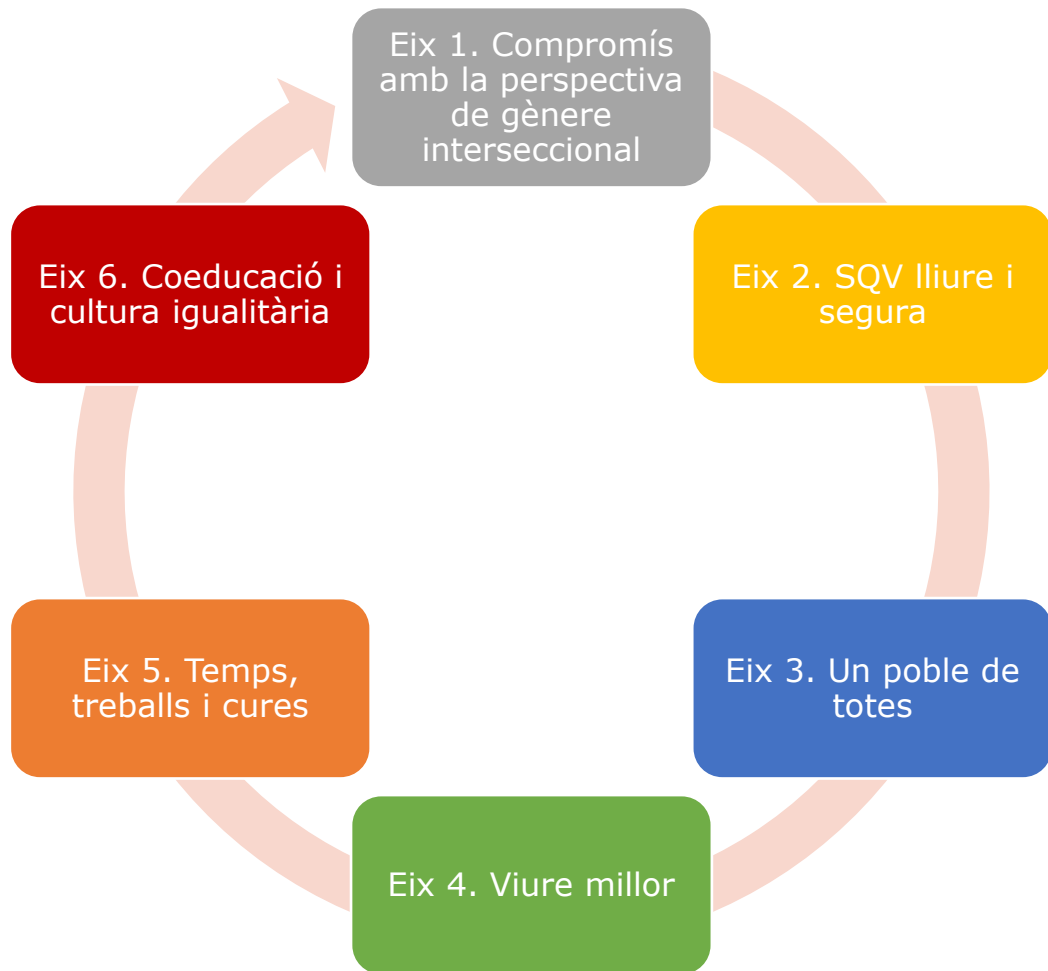 Eix 1. Compromís
amb la perspectiva
de gènere
interseccional
Eix 2. SQV lliure i
segura
Eix 3. Un poble de
totes
Eix 4. Viure millor
Eix 5. Temps,
treballs i cures
Eix 6. Coeducació i
cultura igualitària